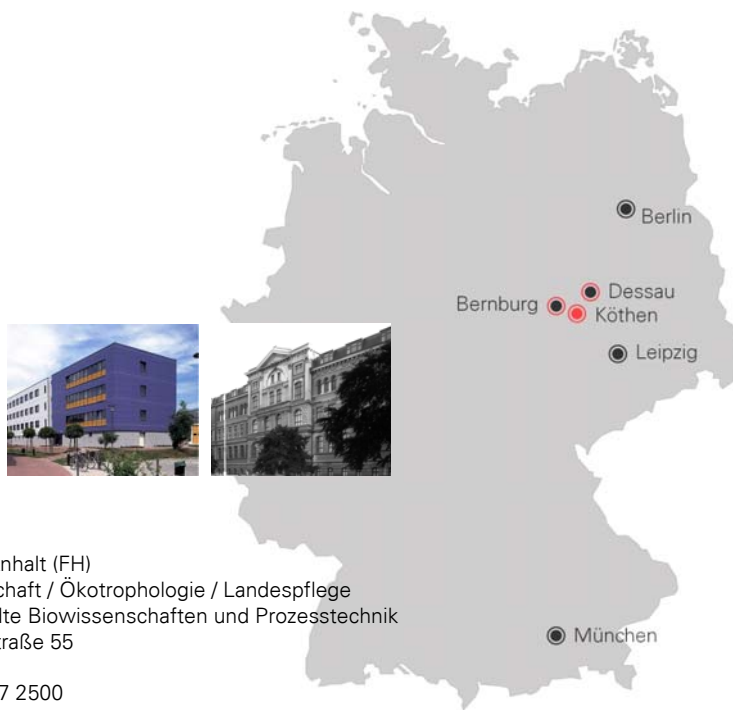 Berlin
Dessau
Bernburg
Köthen
Leipzig
München
nhalt (FH)
chaft / Ökotrophologie / Landespflege
lte Biowissenschaften und Prozesstechnik
traße 55
7 2500